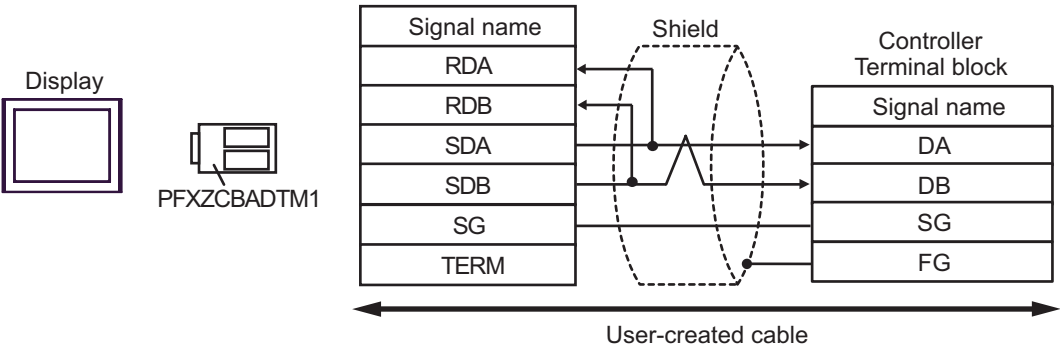 Display
PFXZCBADTM1
Signal name
RDA
RDB
SDA
SDB
SG
TERM
Shield
Controller
Terminal block
Signal name
DA
DB
SG
FG
User-created cable